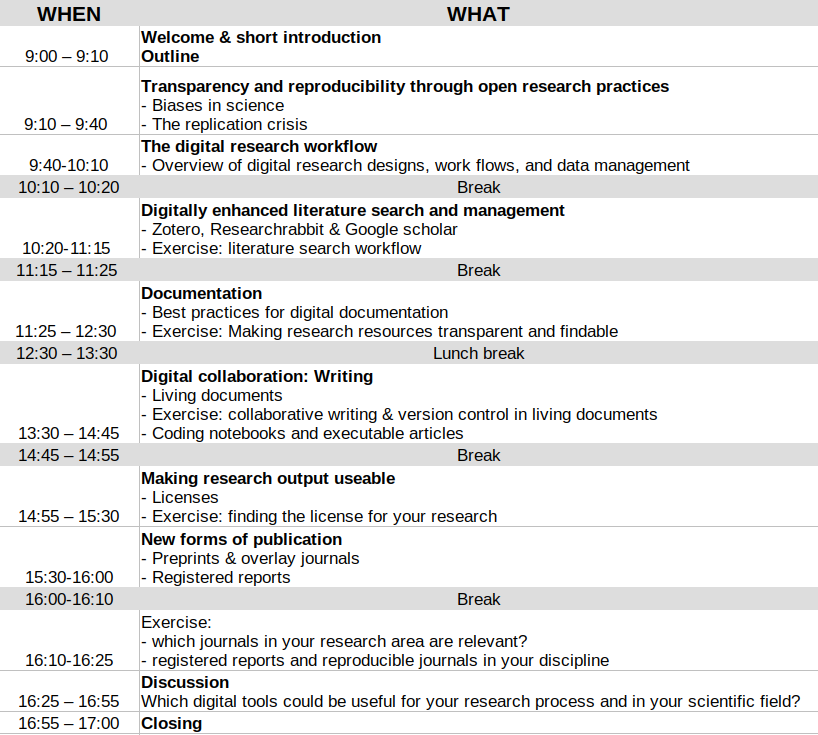 WHEN WHAT
Welcome & short introduction
9:00 – 9:10 Outline
Transparency and reproducibility through open research practices
- Biases in science
9:10 – 9:40 - The replication crisis
The digital research workflow
9:40-10:10 - Overview of digital research designs, work flows, and data management
10:10 – 10:20 Break
Digitally enhanced literature search and management
- Zotero, Researchrabbit & Google scholar
10:20-11:15 - Exercise: literature search workflow
11:15 – 11:25 Break
Documentation
- Best practices for digital documentation
11:25 – 12:30 - Exercise: Making research resources transparent and findable
12:30 – 13:30 Lunch break
Digital collaboration: Writing
- Living documents
- Exercise: collaborative writing & version control in living documents
13:30 – 14:45 - Coding notebooks and executable articles
14:45 – 14:55 Break
Making research output useable
- Licenses
14:55 – 15:30 - Exercise: finding the license for your research
New forms of publication
- Preprints & overlay journals
15:30-16:00 - Registered reports
16:00-16:10 Break
Exercise:
- which journals in your research area are relevant?
16:10-16:25 - registered reports and reproducible journals in your discipline
Discussion
16:25 – 16:55 Which digital tools could be useful for your research process and in your scientific field?
16:55 – 17:00 Closing